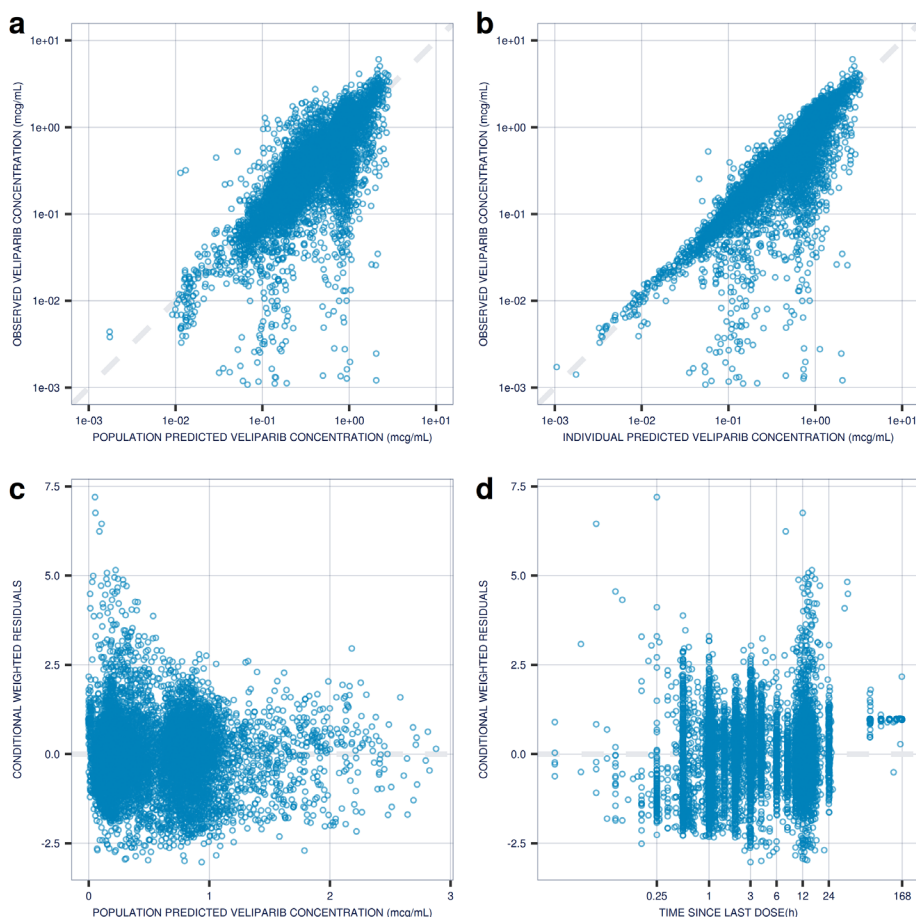 a
1e+01
1e+00
1e-01
1e-02
1e-03
OBSERVED VELIPARIB CONCENTRATION (mcg/mL)
1e-03 1e-02 1e-01 1e+00 1e+01
POPULATION PREDICTED VELIPARIB CONCENTRATION (mcg/mL)
b
1e+01
1e+00
1e-01
1e-02
1e-03
OBSERVED VELIPARIB CONCENTRATION (mcg/mL)
1e-03 1e-02 1e-01 1e+00 1e+01
INDIVIDUAL PREDICTED VELIPARIB CONCENTRATION (mcg/mL)
c
7.5
5.0
2.5
0.0
-2.5
CONDITIONAL WEIGHTED RESIDUALS
0 1 2 3
POPULATION PREDICTED VELIPARIB CONCENTRATION (mcg/mL)
d
7.5
5.0
2.5
0.0
-2.5
CONDITIONAL WEIGHTED RESIDUALS
0.25 1 3 6 12 24 168
TIME SINCE LAST DOSE(h)